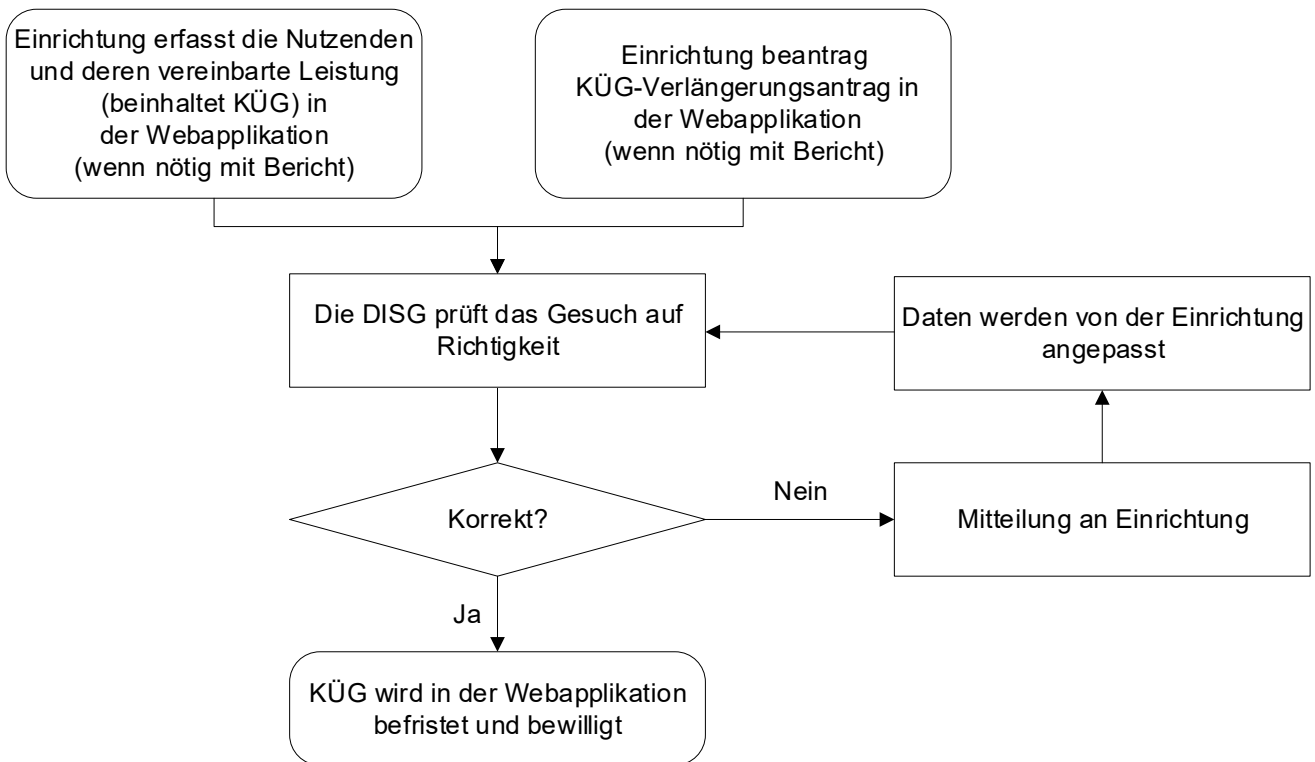 Einrichtung erfasst die Nutzenden
und deren vereinbarte Leistung
(beinhaltet KÜG) in
der Webapplikation
(wenn nötig mit Bericht)
Einrichtung beantrag
KÜG-Verlängerungsantrag in
der Webapplikation
(wenn nötig mit Bericht)
Die DISG prüft das Gesuch auf
Richtigkeit
Daten werden von der Einrichtung
angepasst
Korrekt?
Nein
Mitteilung an Einrichtung
Ja
KÜG wird in der Webapplikation
befristet und bewilligt